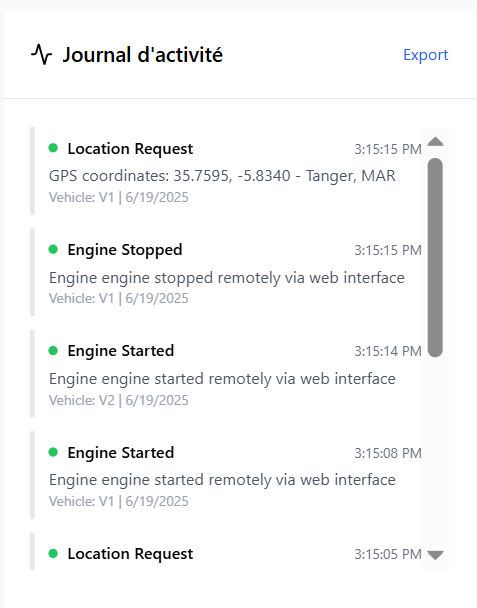 Journal d'activité
Export
Location Request 3:15:15 PM
GPS coordinates: 35.7595, -5.8340 - Tanger, MAR
Vehicle: V1 | 6/19/2025
Engine Stopped 3:15:15 PM
Engine engine stopped remotely via web interface
Vehicle: V1 | 6/19/2025
Engine Started 3:15:14 PM
Engine engine started remotely via web interface
Vehicle: V2 | 6/19/2025
Engine Started 3:15:08 PM
Engine engine started remotely via web interface
Vehicle: V1 | 6/19/2025
Location Request 3:15:05 PM